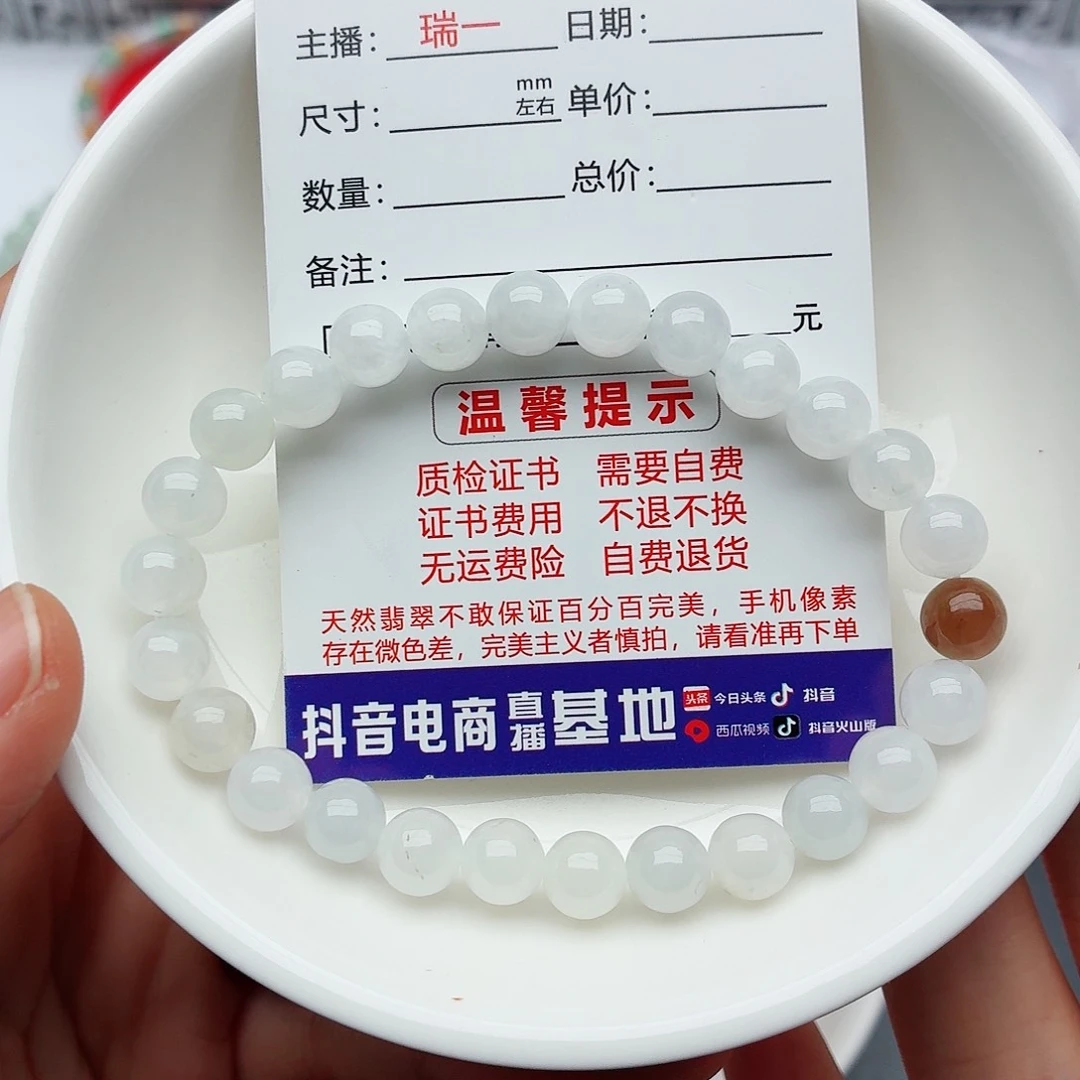 主播：瑞一 日期：
尺寸： mm左右 单价：
数量： 总价：
备注：
元
温馨提示
质检证书 需要自费
证书费用 不退不换
无运费险 自费退货
天然翡翠不敢保证百分百完美，手机像素
存在微色差，完美主义者慎拍，请看准再下单
抖音电商直播基地 头条 今日头条 抖音
西瓜视频 抖音火山版